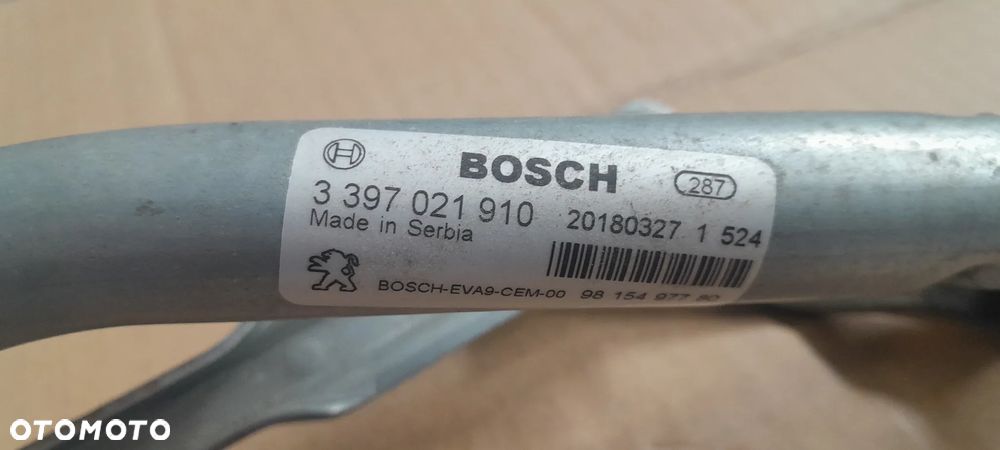 BOSCH
287
3 397 021 910
20180327 1 524
Made in Serbia
BOSCH-EVA9-CEM-00
98 154 977 80
OTOMOTO